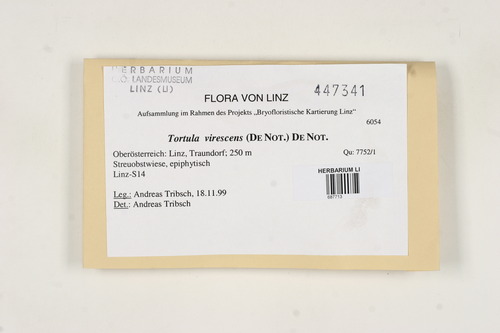 HERBARIUM
O.Ö. LANDESMUSEUM
LINZ (LI)
447341
FLORA VON LINZ
Aufsammlung im Rahmen des Projekts „Bryofloristische Kartierung Linz"
6054
Tortula virescens (DE NOT.) DE NOT.
Oberösterreich: Linz, Traundorf; 250 m
Qu: 7752/1
Streuobstwiese, epiphytisch
Linz-S14
HERBARIUM LI
687713
Leg.: Andreas Tribsch, 18.11.99
Det.: Andreas Tribsch